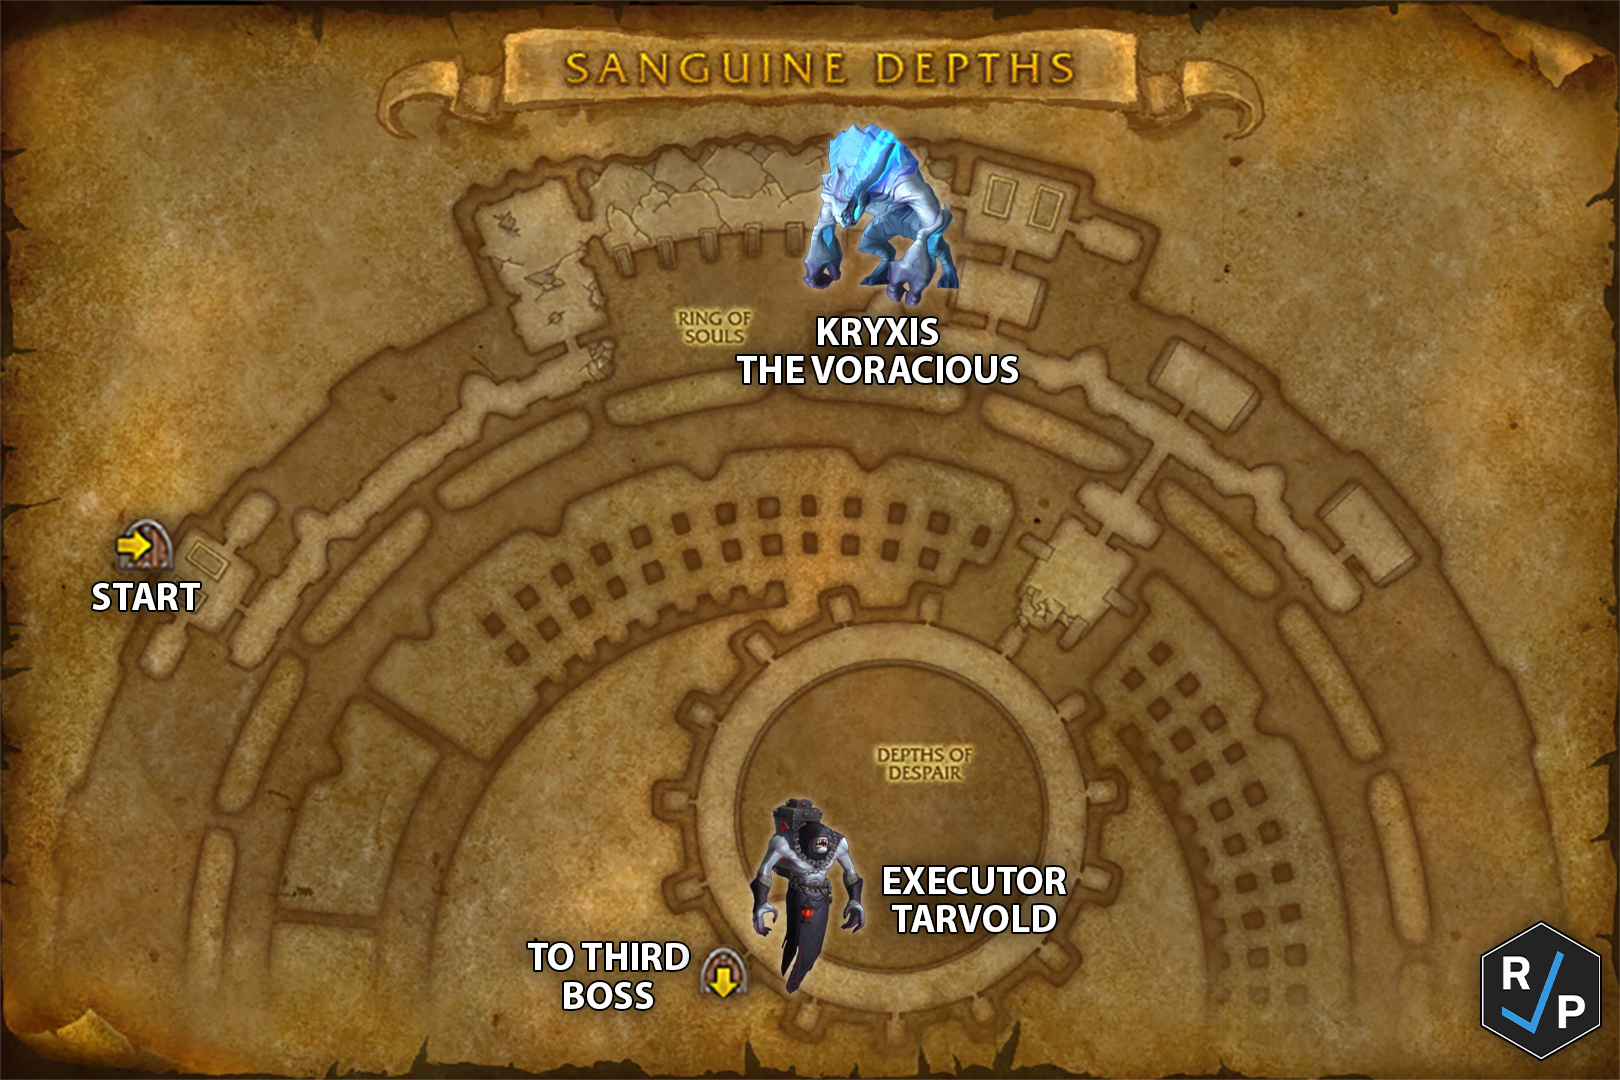 SANGUINE DEPTHS
RING OF
SOULS
KRYXIS
THE VORACIOUS
START
DEPTHS OF
DESPAIR
EXECUTOR
TARVOLD
TO THIRD
BOSS
R
P